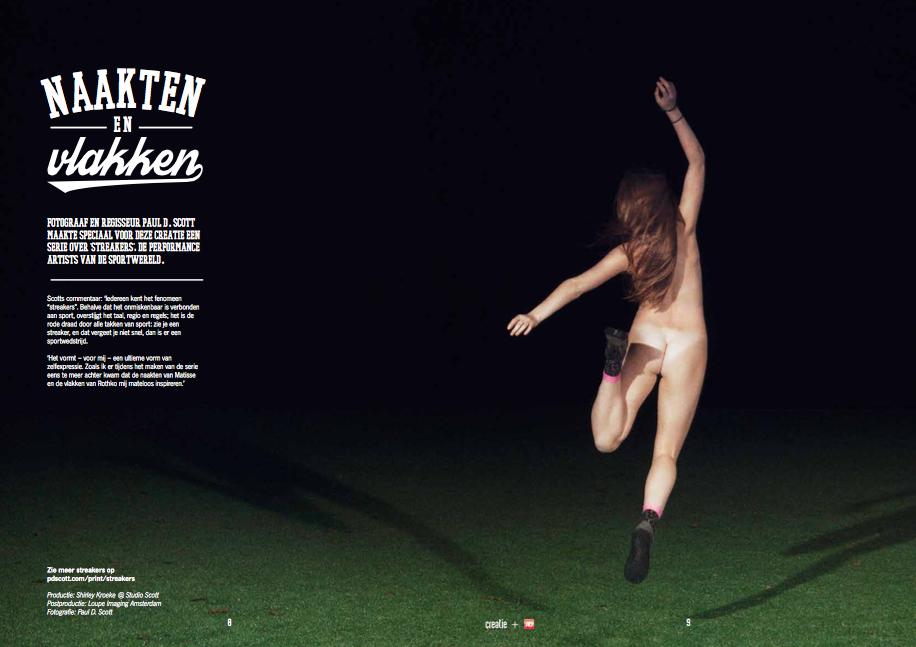 NAAKTEN
EN
vlakken
FOTOGRAAF EN REGISSEUR PAUL D. SCOTT
MAAKTE SPECIAAL VOOR DEZE CREATIE EEN
SERIE OVER 'STREAKERS'. DE PERFORMANCE
ARTISTS VAN DE SPORTWERELD.
Scotts commentaar: 'Iedereen kent het fenomeen
"streakers". Behalve dat het onmiskenbaar is verbonden
aan sport, overstijgt het taal, regio en regels; het is de
rode draad door alle takken van sport: zie je een
streaker, en dat vergeet je niet snel, dan is er een
sportwedstrijd.
'Het vormt – voor mij – een ultieme vorm van
zelfexpressie. Zoals ik er tijdens het maken van de serie
eens te meer achter kwam dat de naakten van Matisse
en de vlakken van Rothko mij mateloos inspireren.'
Zie meer streakers op
pdscott.com/print/streakers
Productie: Shirley Kroeke @ Studio Scott
Postproductie: Loupe Imaging Amsterdam
Fotografie: Paul D. Scott
8
creatie +
9